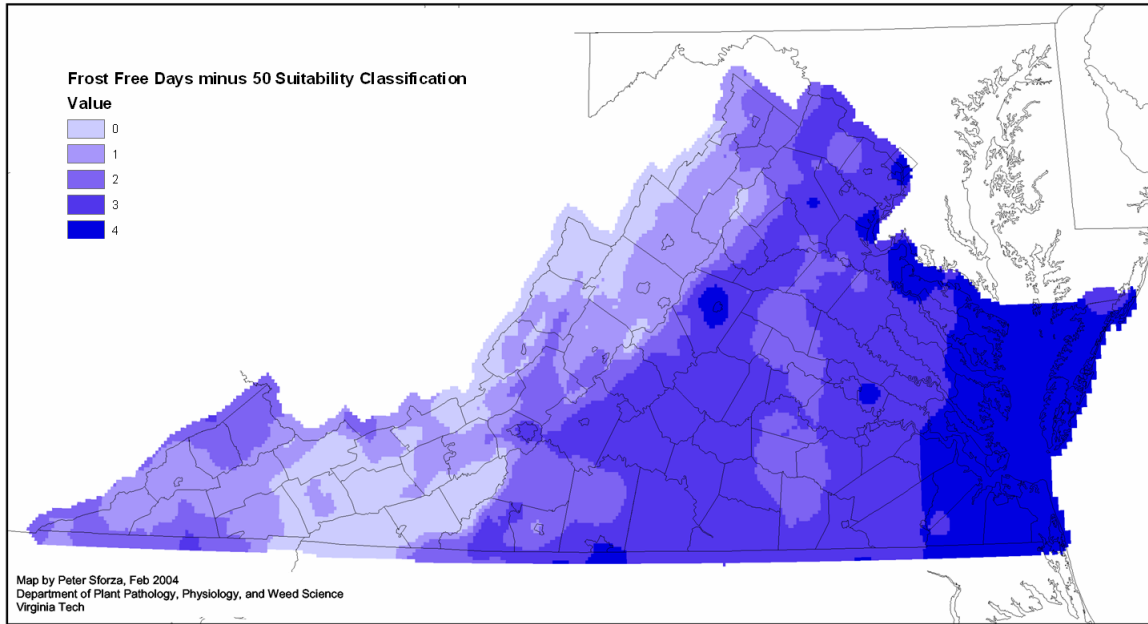 Frost Free Days minus 50 Suitability Classification
Value
0
1
2
3
4
Map by Peter Sforza, Feb 2004
Department of Plant Pathology, Physiology, and Weed Science
Virginia Tech